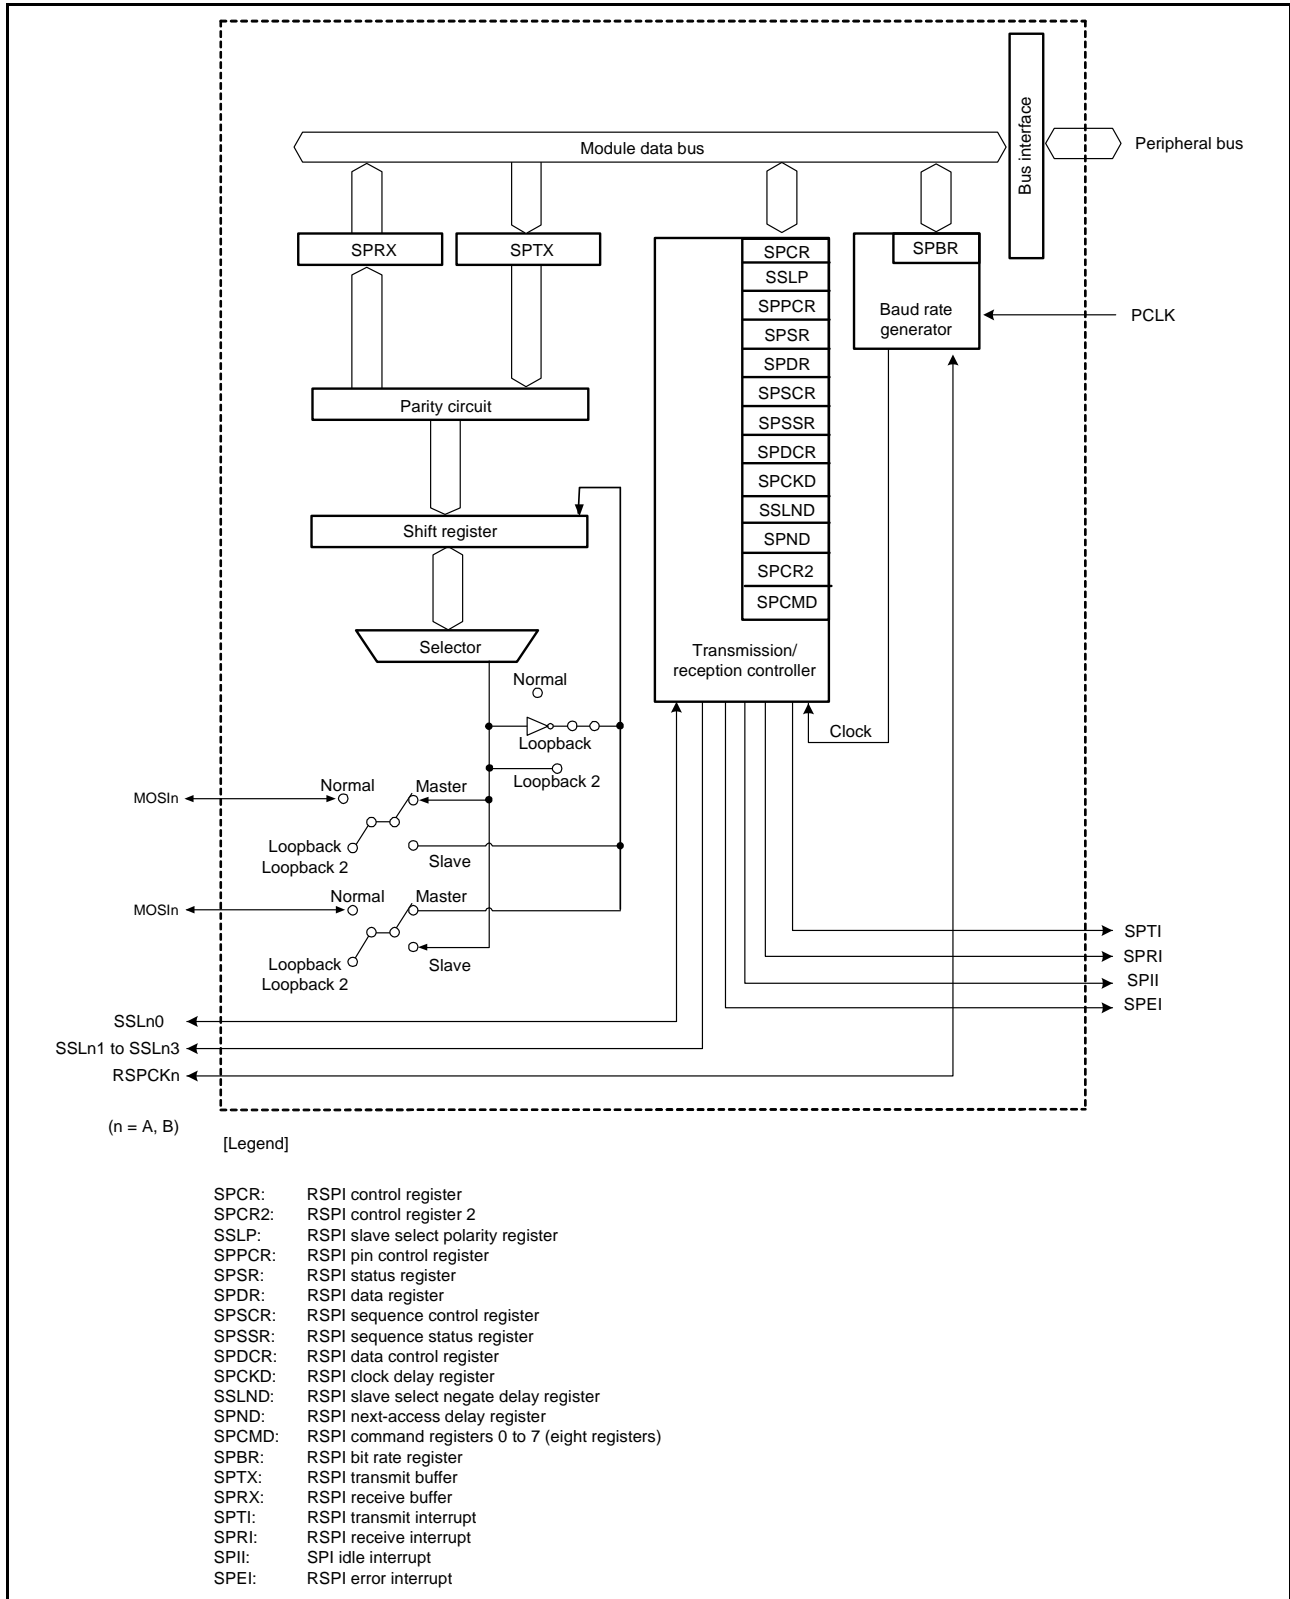 Bus interface
Module data bus
Peripheral bus
SPRX
SPTX
SPCR
SSLP
SPPCR
SPSR
SPDR
SPSCR
SPSSR
SPDCR
SPCKD
SSLND
SPND
SPCR2
SPCMD
Transmission/
reception controller
SPBR
Baud rate
generator
PCLK
Parity circuit
Shift register
Selector
Normal
Loopback
Loopback 2
Clock
MOSIn
Normal
Master
Loopback
Loopback 2
Slave
MOSIn
Normal
Master
Loopback
Loopback 2
Slave
SPTI
SPRI
SPII
SPEI
SSLn0
SSLn1 to SSLn3
RSPCKn
(n = A, B)
[Legend]
SPCR: RSPI control register
SPCR2: RSPI control register 2
SSLP: RSPI slave select polarity register
SPPCR: RSPI pin control register
SPSR: RSPI status register
SPDR: RSPI data register
SPSCR: RSPI sequence control register
SPSSR: RSPI sequence status register
SPDCR: RSPI data control register
SPCKD: RSPI clock delay register
SSLND: RSPI slave select negate delay register
SPND: RSPI next-access delay register
SPCMD: RSPI command registers 0 to 7 (eight registers)
SPBR: RSPI bit rate register
SPTX: RSPI transmit buffer
SPRX: RSPI receive buffer
SPTI: RSPI transmit interrupt
SPRI: RSPI receive interrupt
SPII: SPI idle interrupt
SPEI: RSPI error interrupt